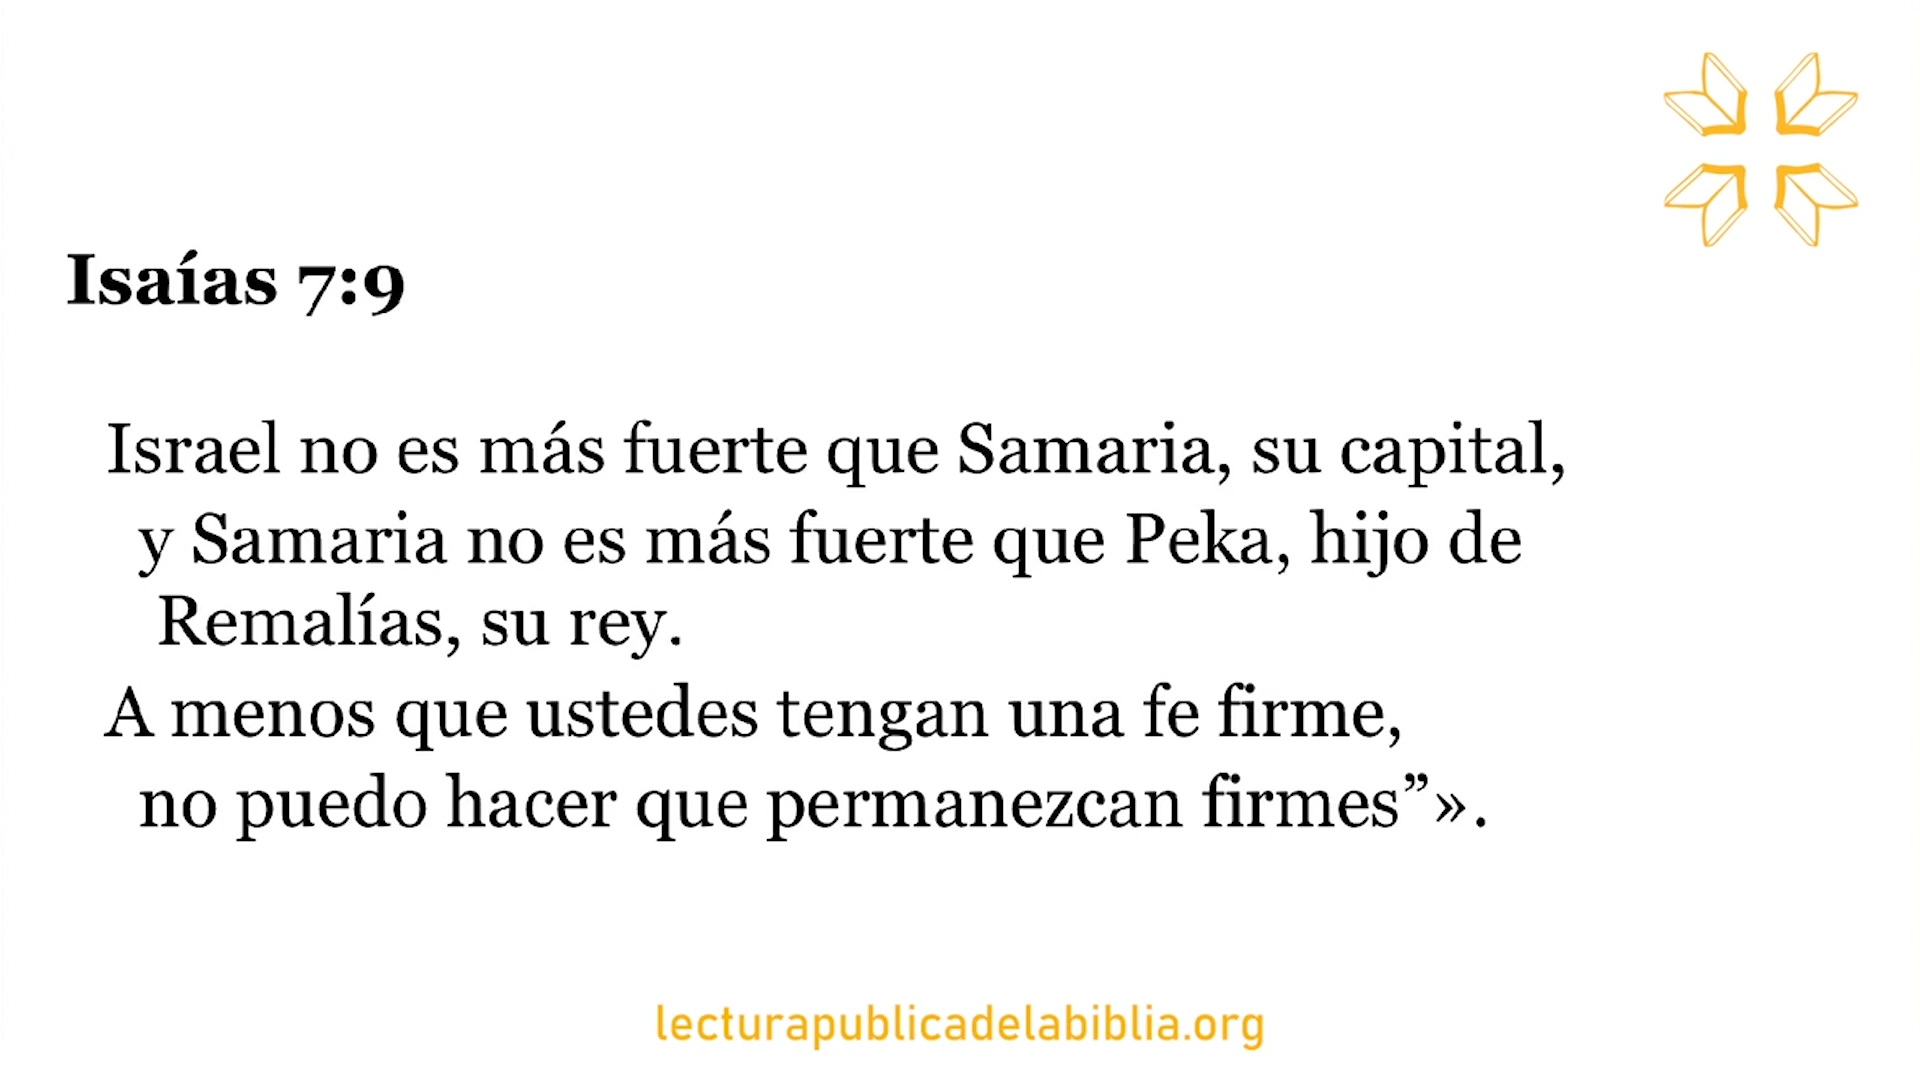 Isaías 7:9
Israel no es más fuerte que Samaria, su capital,
y Samaria no es más fuerte que Peka, hijo de
Remalías, su rey.
A menos que ustedes tengan una fe firme,
no puedo hacer que permanezcan firmes”».
lecturapublicadelabiblia.org